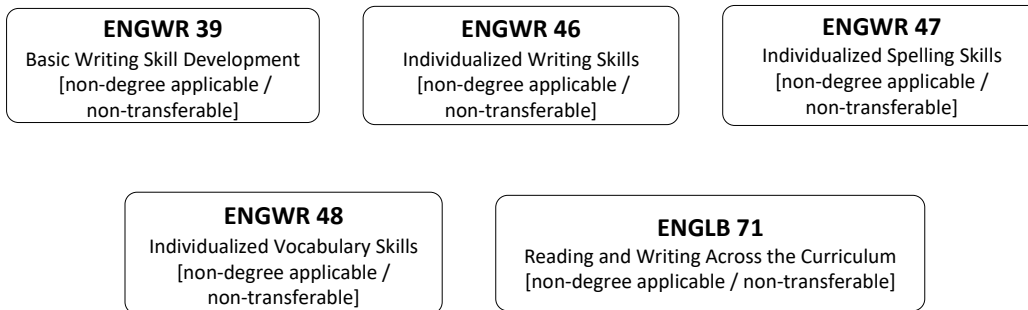 ENGWR 39
Basic Writing Skill Development
[non-degree applicable /
non-transferable]
ENGWR 46
Individualized Writing Skills
[non-degree applicable /
non-transferable]
ENGWR 47
Individualized Spelling Skills
[non-degree applicable /
non-transferable]
ENGWR 48
Individualized Vocabulary Skills
[non-degree applicable /
non-transferable]
ENGLB 71
Reading and Writing Across the Curriculum
[non-degree applicable / non-transferable]